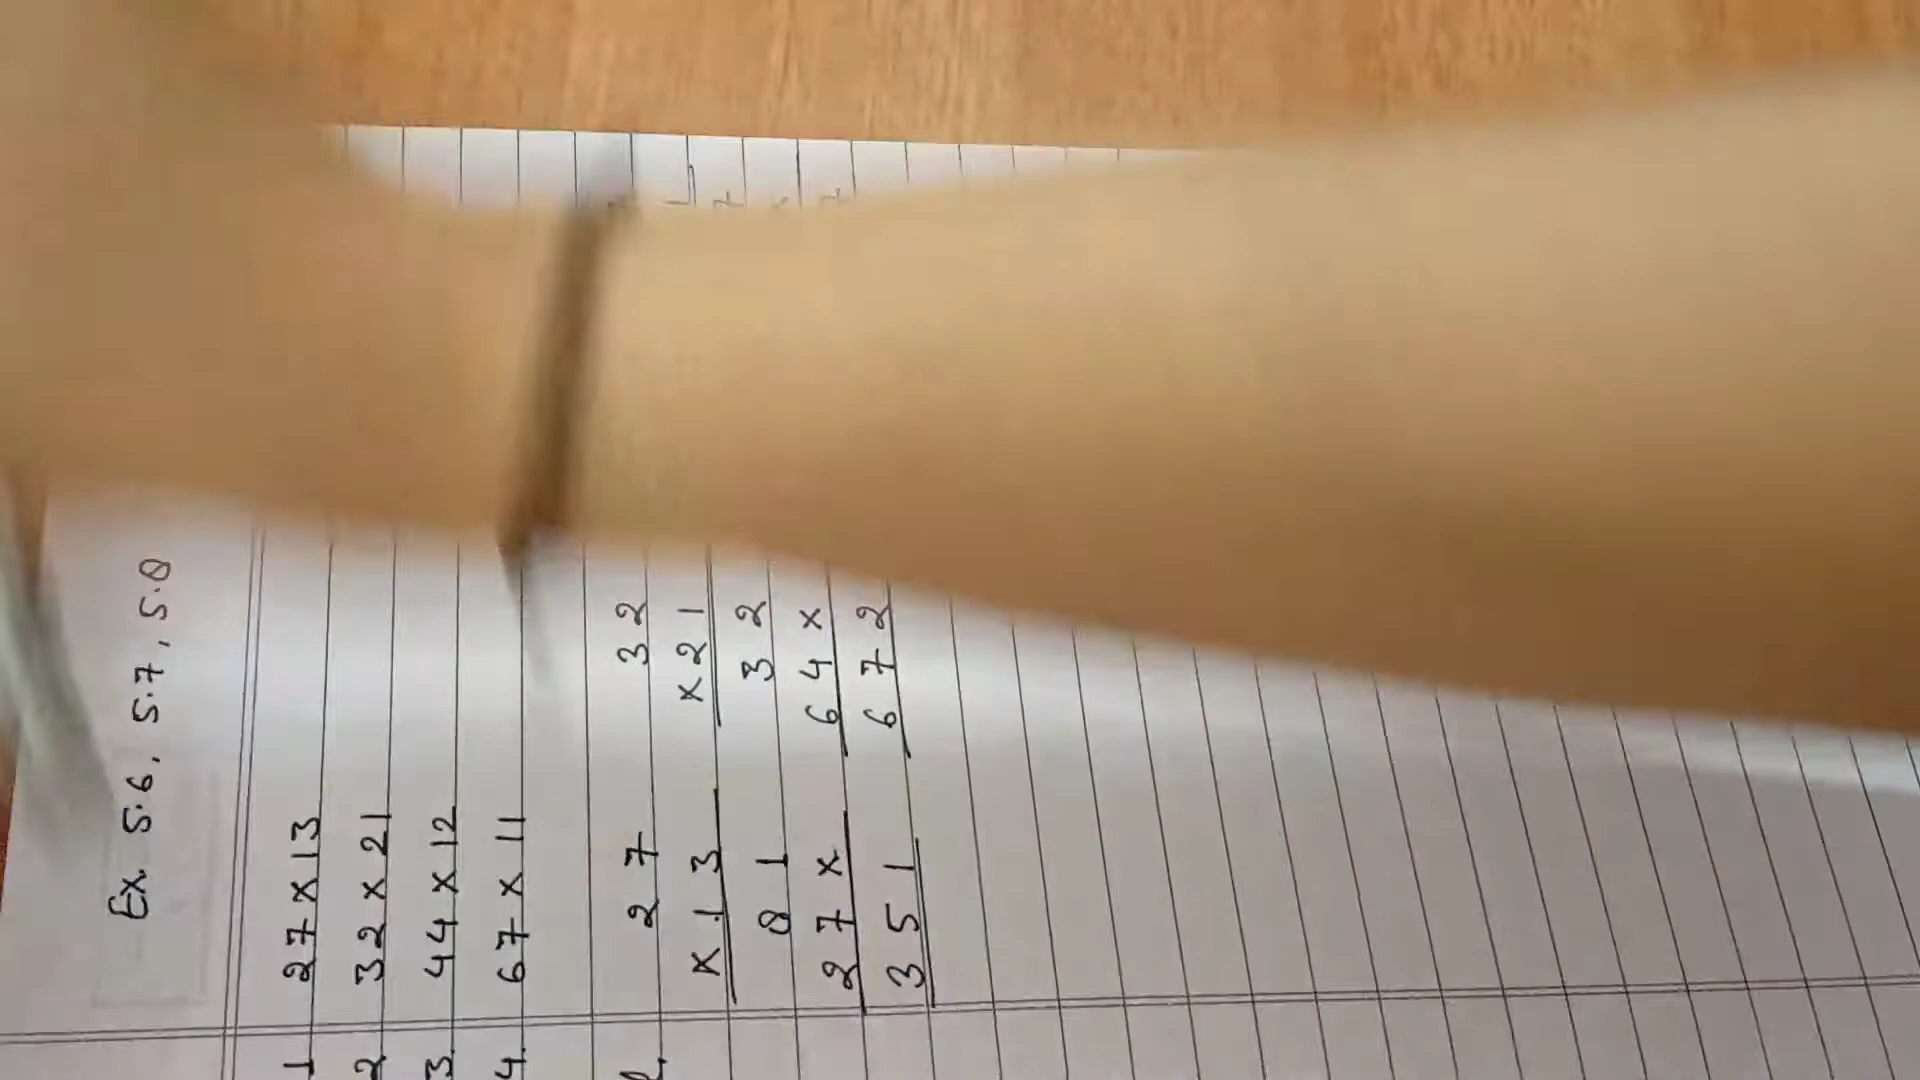 Ex. 5.6, 5.7, 5.8
1 27 x 13
2 32 x 21
3. 44 x 12
4. 67 x 11
27 32
x 13 x 21
81 32
27x 64x
351 672